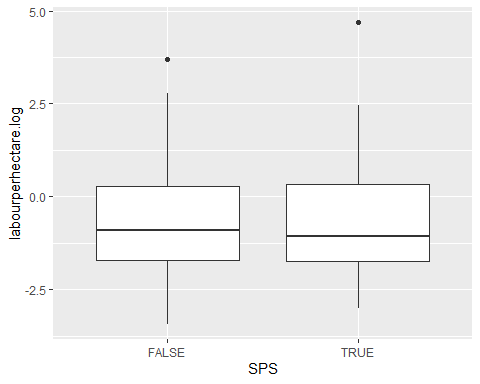 5.0
2.5
0.0
-2.5
labourperhectare.log
FALSE
TRUE
SPS